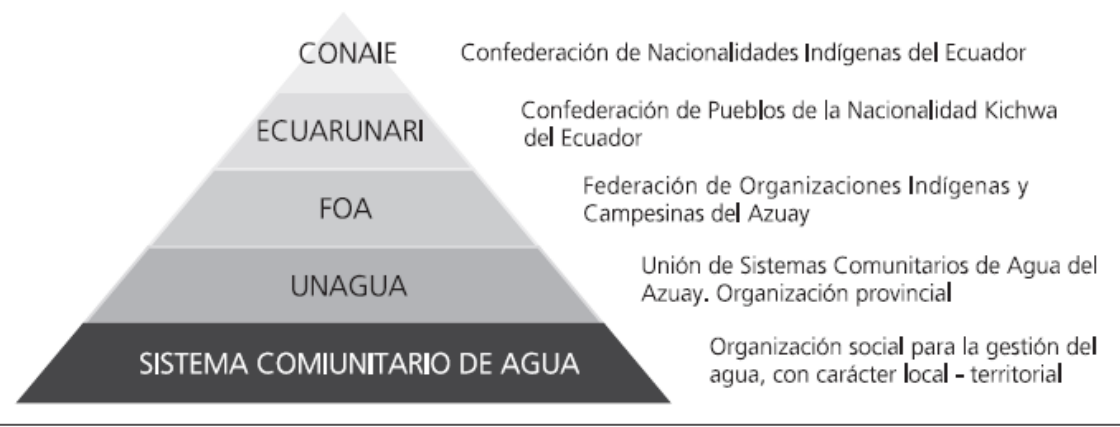 CONAIE
Confederación de Nacionalidades Indígenas del Ecuador
ECUARUNARI
Confederación de Pueblos de la Nacionalidad Kichwa
del Ecuador
FOA
Federación de Organizaciones Indígenas y
Campesinas del Azuay
UNAGUA
Unión de Sistemas Comunitarios de Agua del
Azuay. Organización provincial
SISTEMA COMIUNITARIO DE AGUA
Organización social para la gestión del
agua, con carácter local - territorial